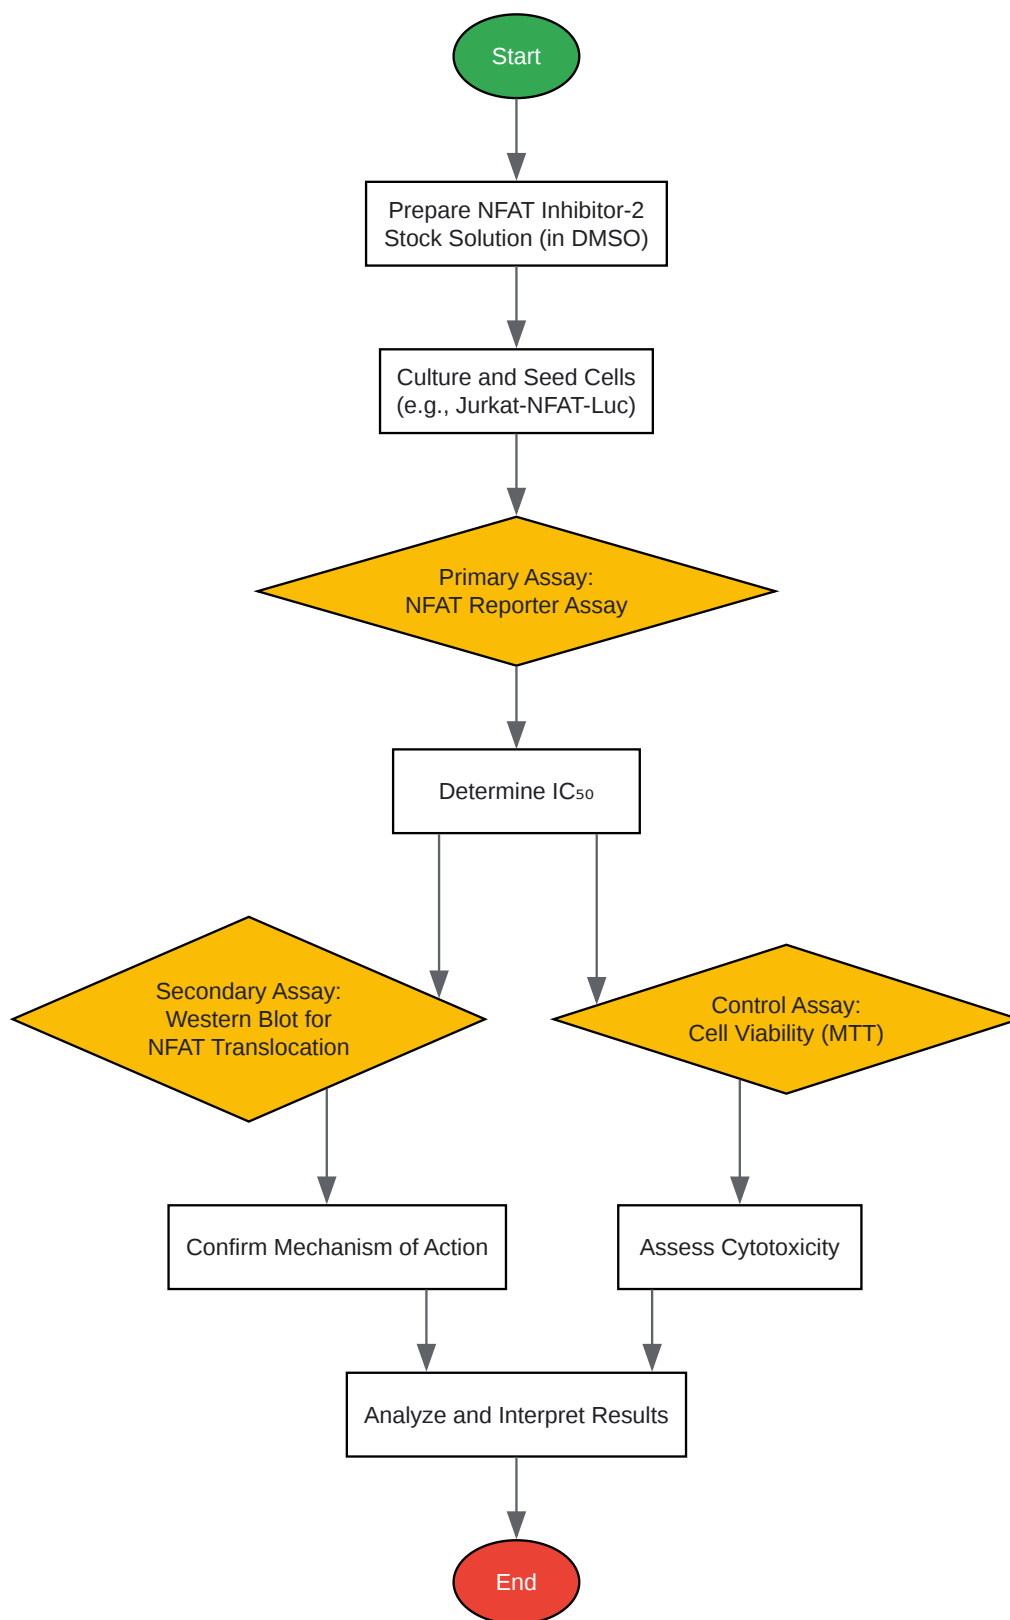 Start
Prepare NFAT Inhibitor-2
Stock Solution (in DMSO)
Culture and Seed Cells
(e.g., Jurkat-NFAT-Luc)
Primary Assay:
NFAT Reporter Assay
Determine IC₅₀
Secondary Assay:
Western Blot for
NFAT Translocation
Control Assay:
Cell Viability (MTT)
Confirm Mechanism of Action
Assess Cytotoxicity
Analyze and Interpret Results
End